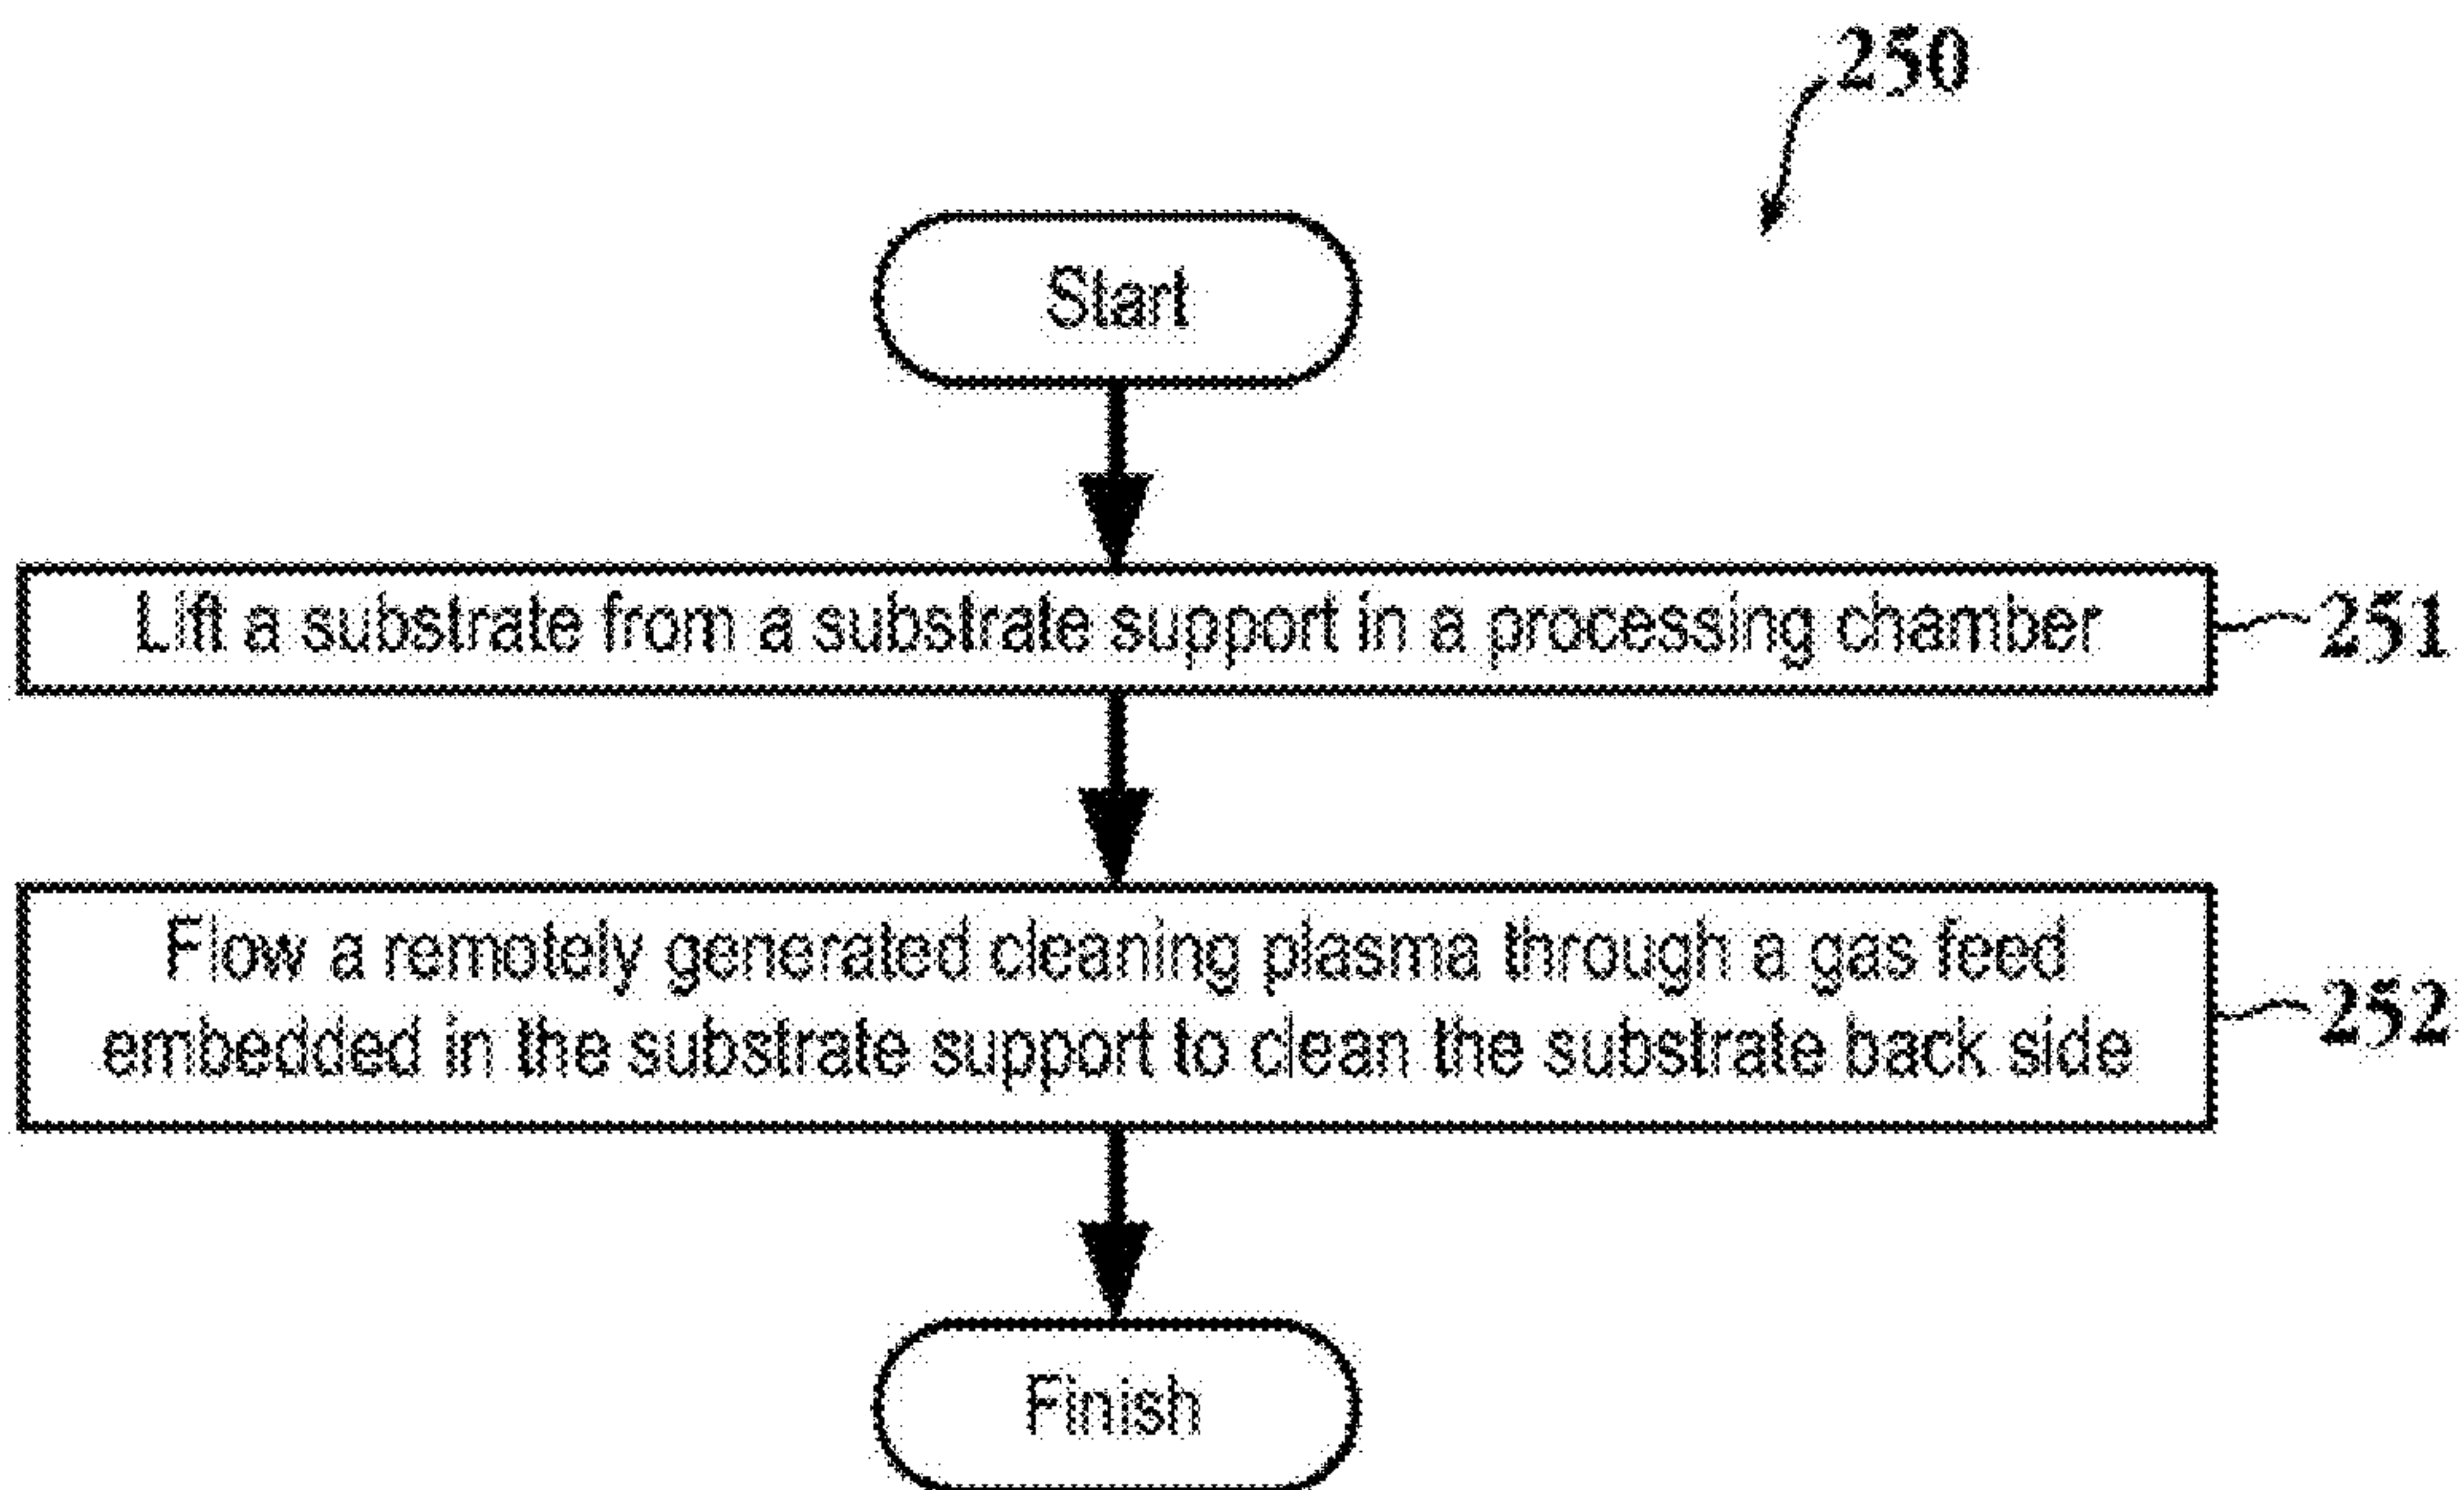 250
Start
Lift a substrate from a substrate support in a processing chamber
251
Flow a remotely generated cleaning plasma through a gas feed
embedded in the substrate support to clean the substrate back side
252
Finish